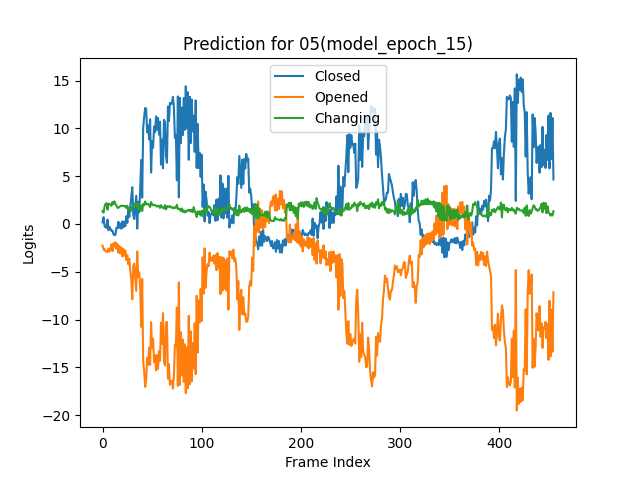 Prediction for 05(model_epoch_15)
Closed
Opened
Changing
15
10
5
0
−5
−10
−15
−20
Logits
0 100 200 300 400
Frame Index